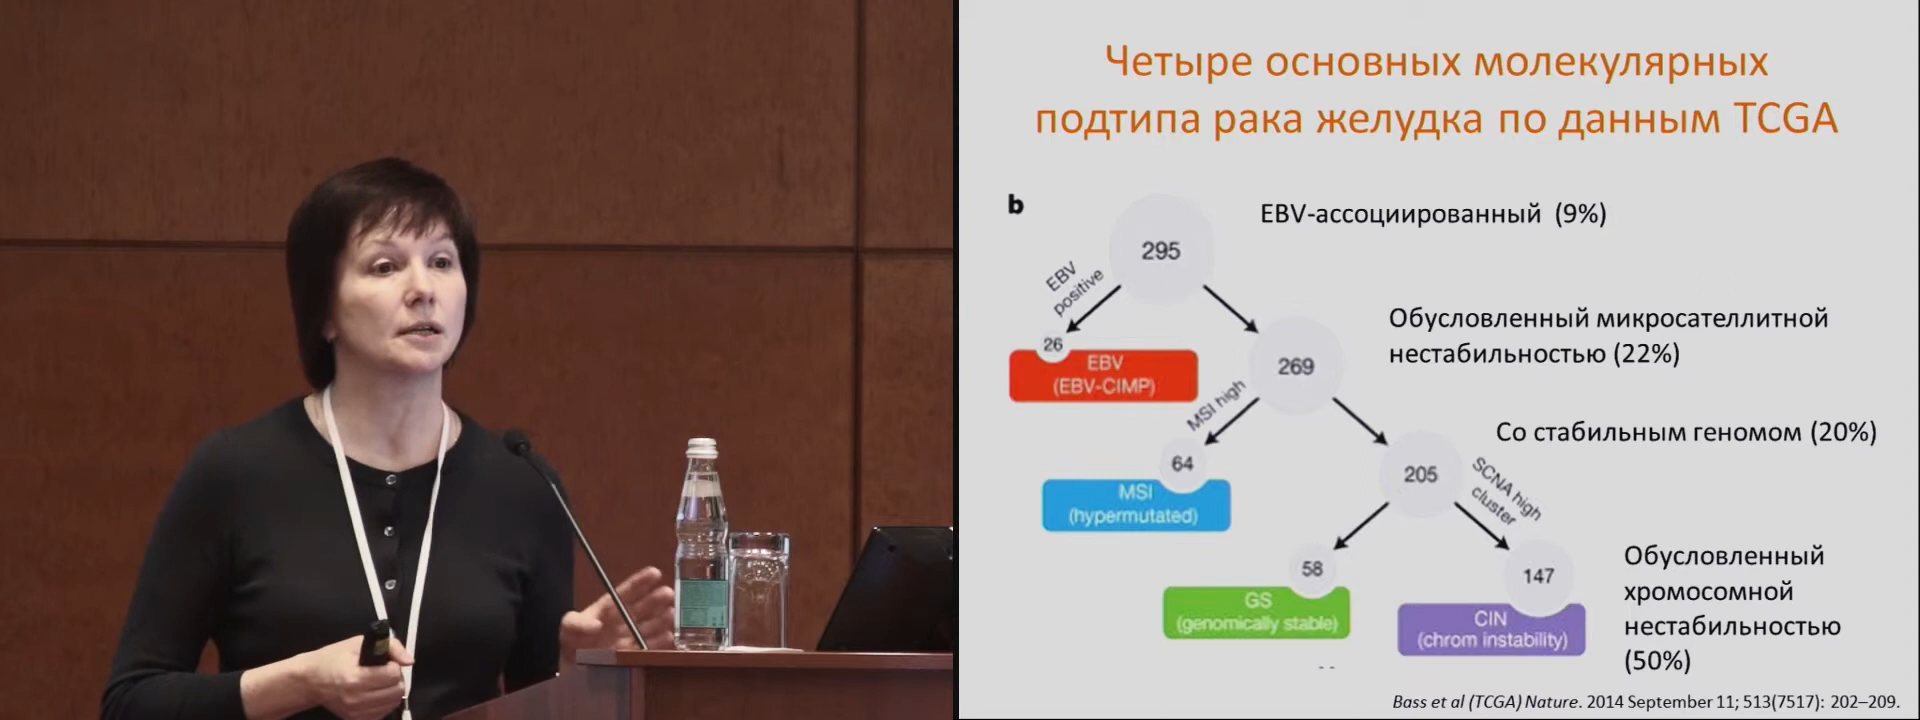 Четыре основных молекулярных
подтипа рака желудка по данным TCGA
b
295
EBV-ассоциированный (9%)
EBV
positive
26
EBV
(EBV-CIMP)
269
Обусловленный микросателлитной
нестабильностью (22%)
MSI high
64
MSI
(hypermutated)
205
Со стабильным геномом (20%)
SCNA high
cluster
58
GS
(genomically stable)
147
CIN
(chrom instability)
Обусловленный
хромосомной
нестабильностью
(50%)
Bass et al (TCGA) Nature. 2014 September 11; 513(7517): 202–209.